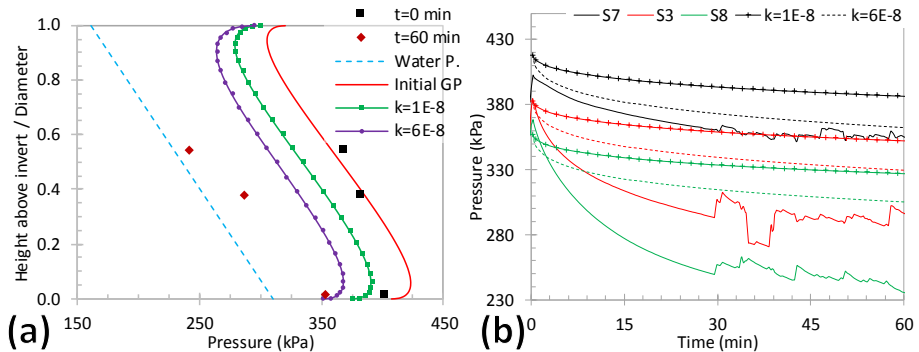 (a)
Height above invert / Diameter
1.0
0.8
0.6
0.4
0.2
0.0
150
250
350
450
Pressure (kPa)
t=0 min
t=60 min
Water P.
Initial GP
k=1E-8
k=6E-8
(b)
S7
S3
S8
k=1E-8
k=6E-8
Pressure (kPa)
430
380
330
280
230
0
15
30
45
60
Time (min)